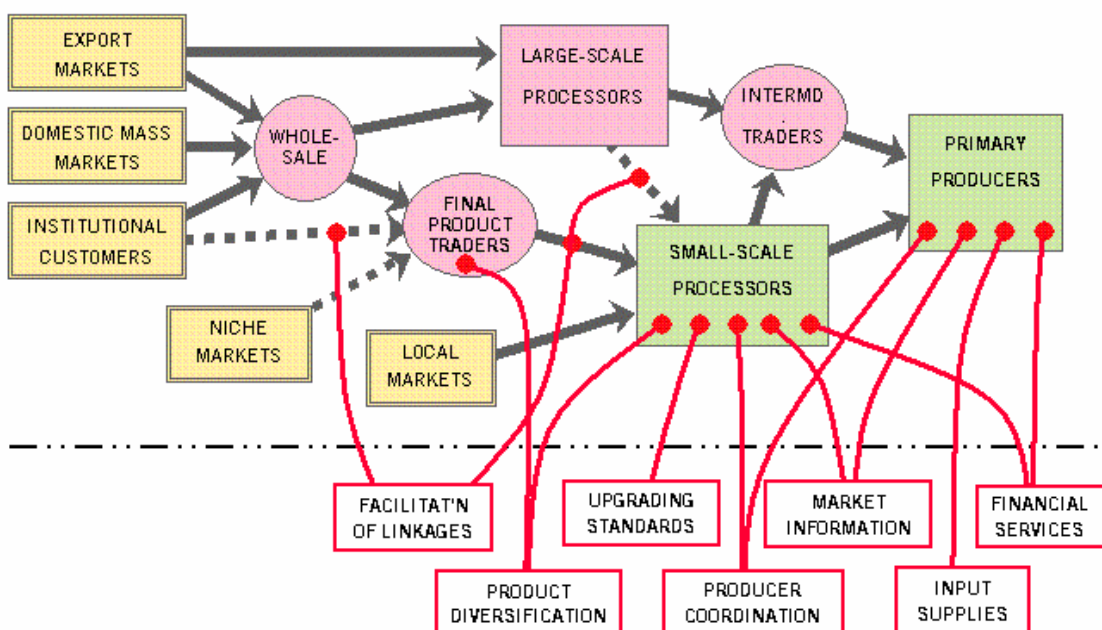 EXPORT
MARKETS
LARGE-SCALE
PROCESSORS
INTERMD
.
TRADERS
DOMESTIC MASS
MARKETS
WHOLE-
SALE
PRIMARY
PRODUCERS
INSTITUTIONAL
CUSTOMERS
FINAL
PRODUCT
TRADERS
SMALL-SCALE
PROCESSORS
NICHE
MARKETS
LOCAL
MARKETS
FACILITAT'N
OF LINKAGES
UPGRADING
STANDARDS
MARKET
INFORMATION
FINANCIAL
SERVICES
PRODUCT
DIVERSIFICATION
PRODUCER
COORDINATION
INPUT
SUPPLIES